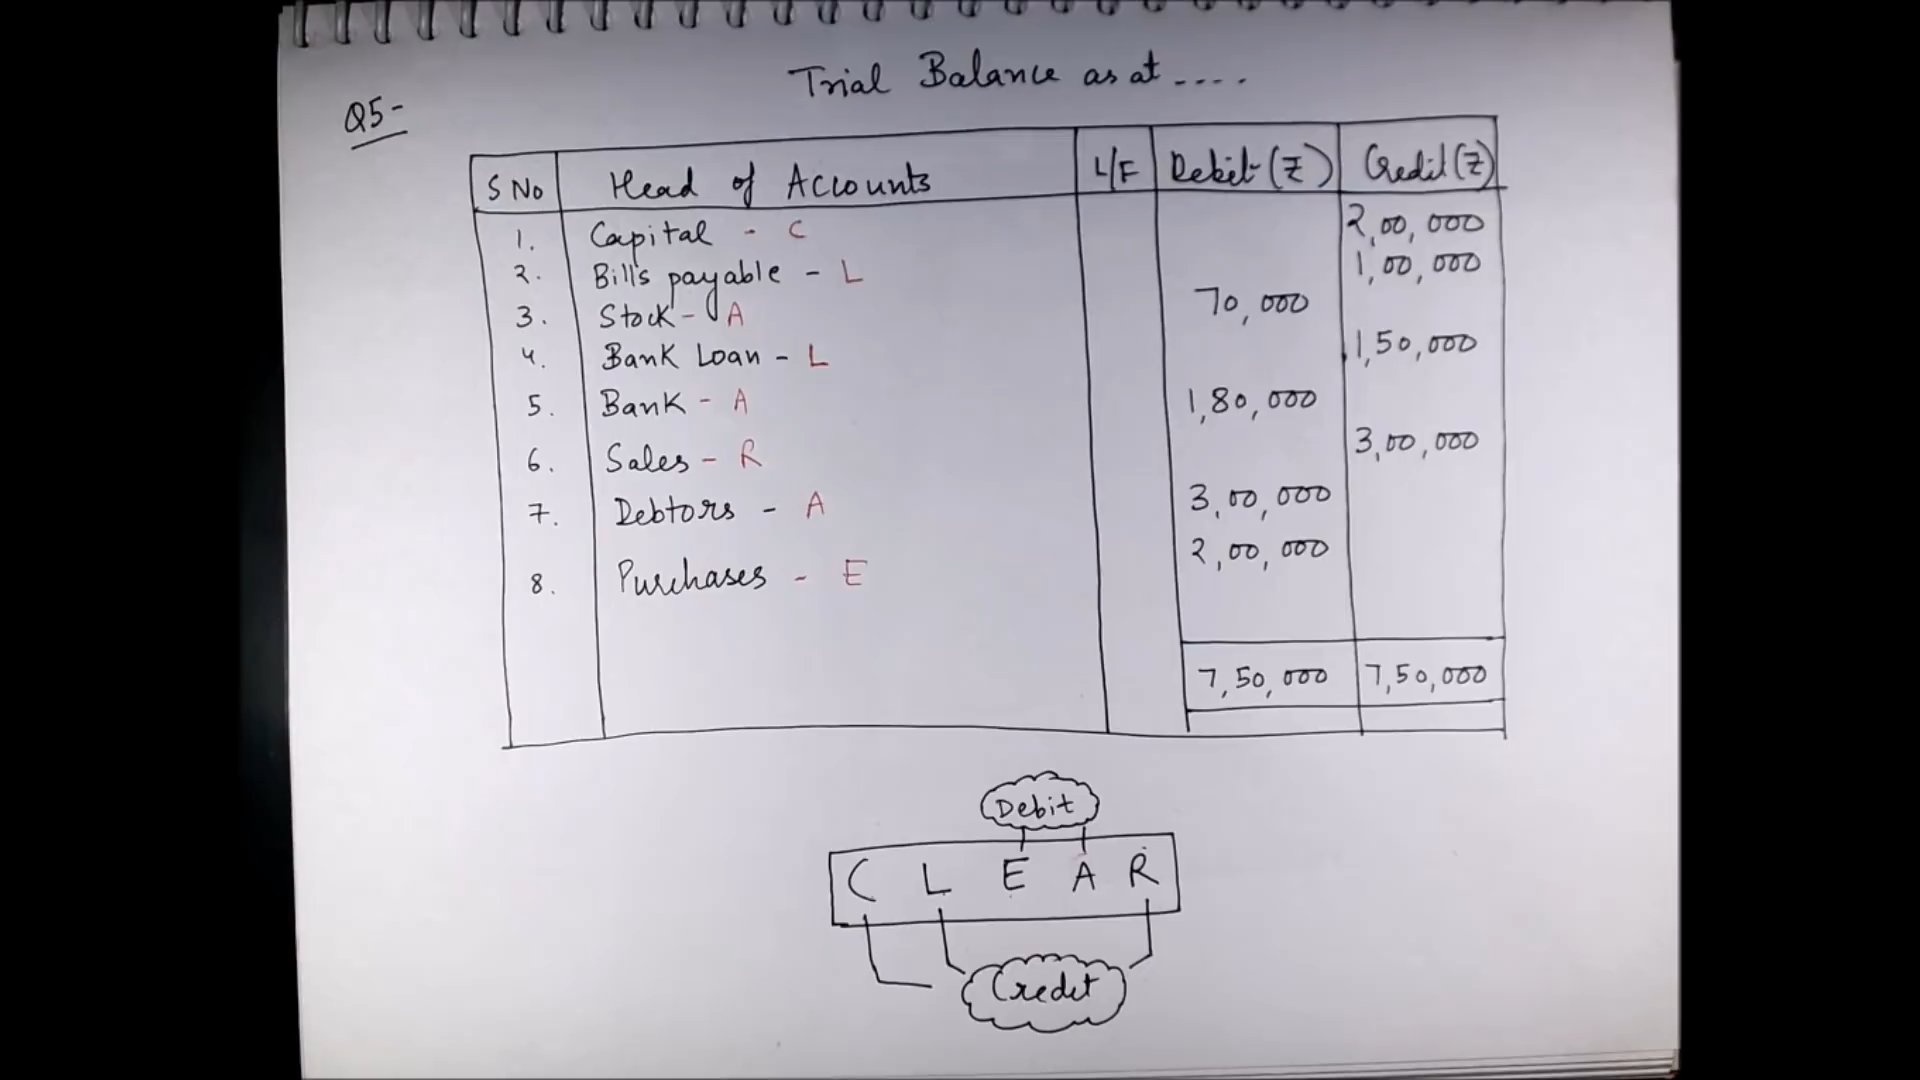 Trial Balance as at ----
Q5-
S No Head of Accounts L/F Debit (₹) Credit (₹)
1. Capital - C 2,00,000
2. Bills payable - L 1,00,000
3. Stock - A 70,000
4. Bank Loan - L 1,50,000
5. Bank - A 1,80,000
6. Sales - R 3,00,000
7. Debtors - A 3,00,000
8. Purchases - E 2,00,000
7,50,000 7,50,000
Debit
C L E A R
Credit